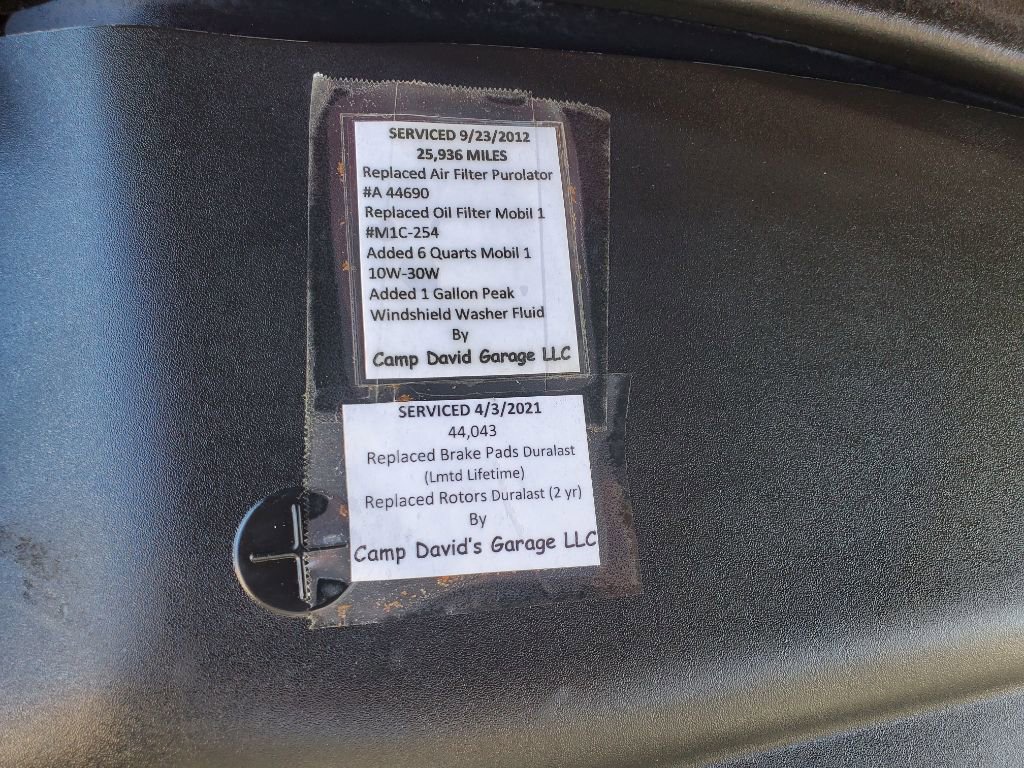 SERVICED 9/23/2012
25,936 MILES
Replaced Air Filter Purolator
#A 44690
Replaced Oil Filter Mobil 1
#M1C-254
Added 6 Quarts Mobil 1
10W-30W
Added 1 Gallon Peak
Windshield Washer Fluid
By
Camp David Garage LLC
SERVICED 4/3/2021
44,043
Replaced Brake Pads Duralast
(Lmtd Lifetime)
Replaced Rotors Duralast (2 yr)
By
Camp David's Garage LLC